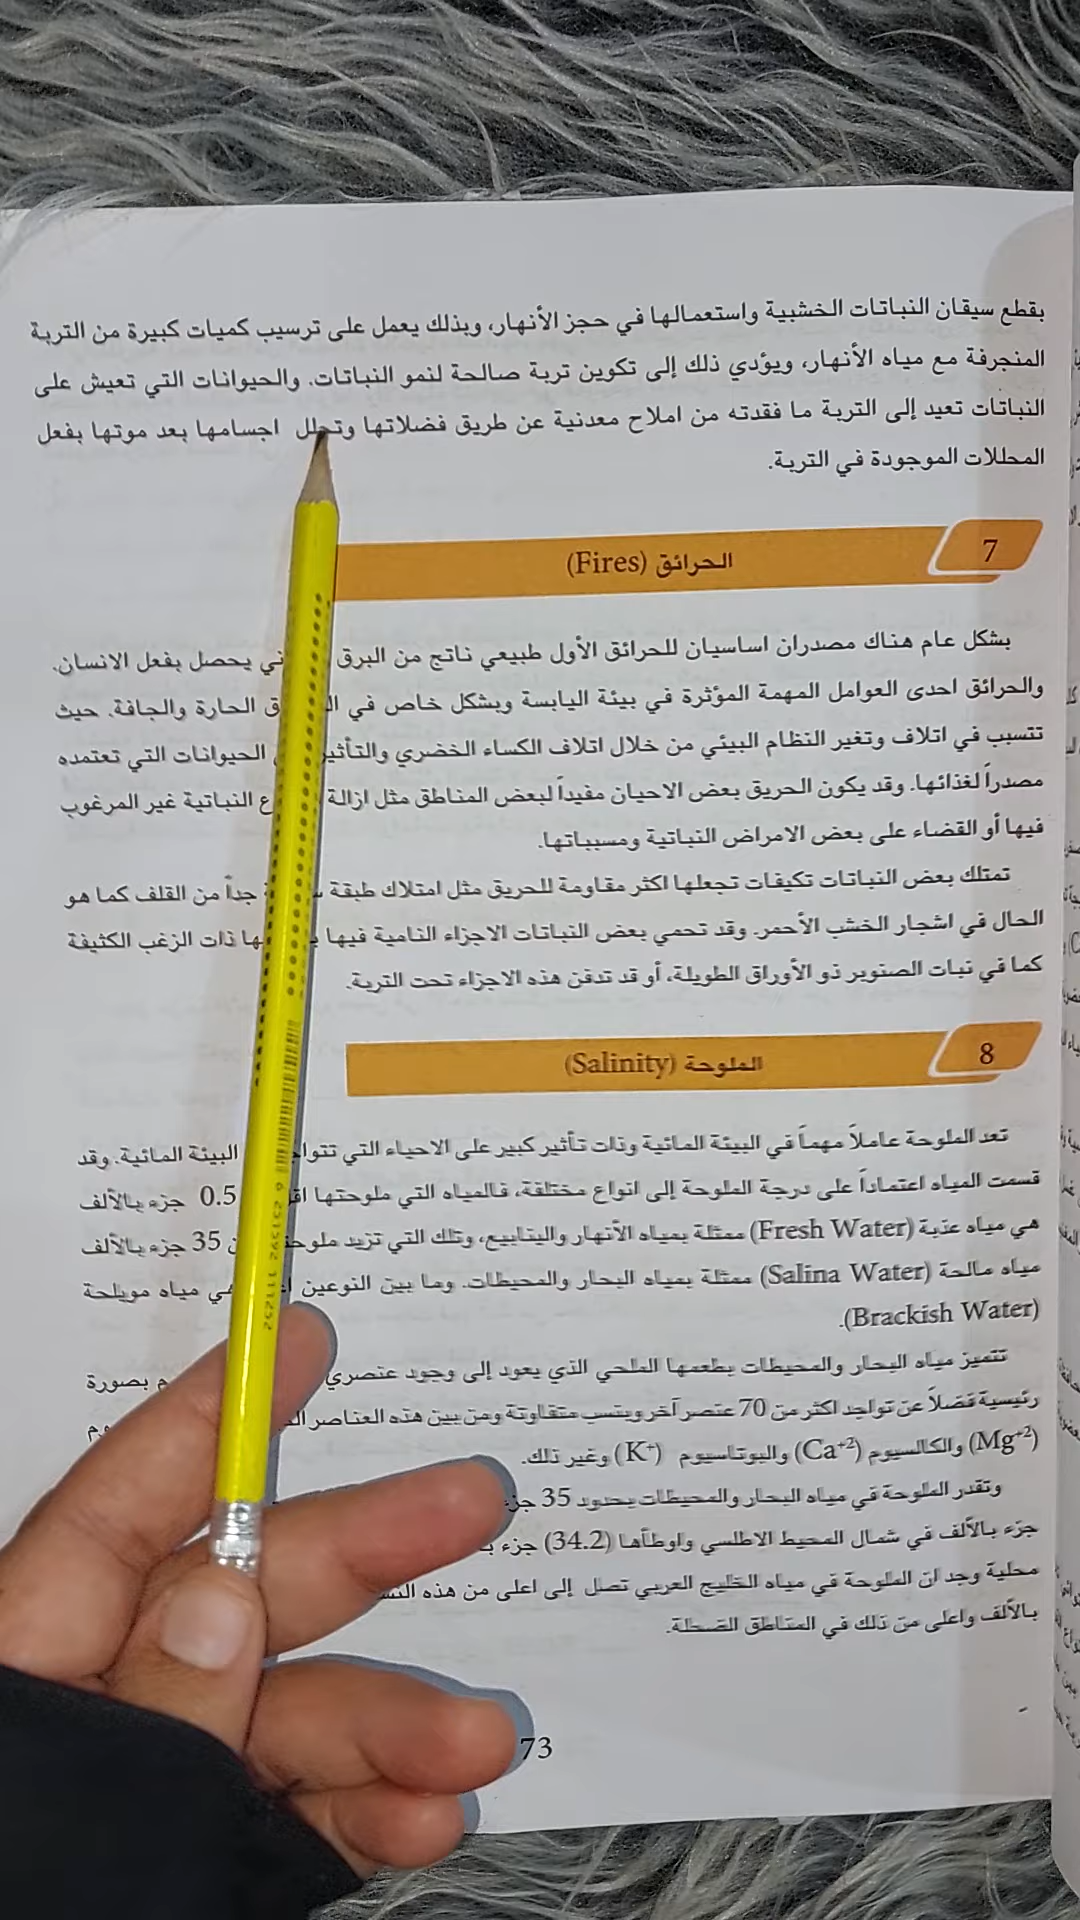 بقطع سيقان النباتات الخشبية واستعمالها في حجز الأنهار، وبذلك يعمل على ترسيب كميات كبيرة من التربة
المنجرفة مع مياه الأنهار، ويؤدي ذلك إلى تكوين تربة صالحة لنمو النباتات. والحيوانات التي تعيش على
النباتات تعيد إلى التربة ما فقدته من املاح معدنية عن طريق فضلاتها وتحلل اجسامها بعد موتها بفعل
المحللات الموجودة في التربة.
7
الحرائق (Fires)
بشكل عام هناك مصدران اساسيان للحرائق الأول طبيعي ناتج من البرق يحصل بفعل الانسان.
والحرائق احدى العوامل المهمة المؤثرة في بيئة اليابسة وبشكل خاص في الحارة والجافة. حيث
تتسبب في اتلاف وتغير النظام البيئي من خلال اتلاف الكساء الخضري والتأثير الحيوانات التي تعتمده
مصدراً لغذائها. وقد يكون الحريق بعض الاحيان مفيداً لبعض المناطق مثل ازالة النباتية غير المرغوب
فيها أو القضاء على بعض الامراض النباتية ومسبباتها.
تمتلك بعض النباتات تكيفات تجعلها اكثر مقاومة للحريق مثل امتلاك طبقة جداً من القلف كما هو
الحال في اشجار الخشب الأحمر. وقد تحمي بعض النباتات الاجزاء النامية فيها ذات الزغب الكثيفة
كما في نبات الصنوبر ذو الأوراق الطويلة، أو قد تدفن هذه الاجزاء تحت التربة.
8
الملوحة (Salinity)
تعد الملوحة عاملاً مهماً في البيئة المائية وذات تأثير كبير على الاحياء التي البيئة المائية. وقد
قسمت المياه اعتماداً على درجة الملوحة إلى انواع مختلفة، فالمياه التي ملوحتها 0.5 جزء بالألف
هي مياه عذبة (Fresh Water) ممثلة بمياه الأنهار والينابيع، وتلك التي تزيد 35 جزء بالألف
مياه مالحة (Salina Water) ممثلة بمياه البحار والمحيطات. وما بين النوعين مياه مويلحة
(Brackish Water).
تتميز مياه البحار والمحيطات بطعمها الملحي الذي يعود إلى وجود عنصري بصورة
رئيسية فضلاً عن تواجد اكثر من 70 عنصر آخر وبنسب متفاوتة ومن بين هذه العناصر
(Mg+2) والكالسيوم (Ca+2) والبوتاسيوم (K+) وغير ذلك.
وتقدر الملوحة في مياه البحار والمحيطات بحدود 35
جزء بالألف في شمال المحيط الاطلسي واوطأها (34.2) جزء
محلية وجد ان الملوحة في مياه الخليج العربي تصل إلى اعلى من هذه
بالألف واعلى من ذلك في المناطق الضحلة.
73